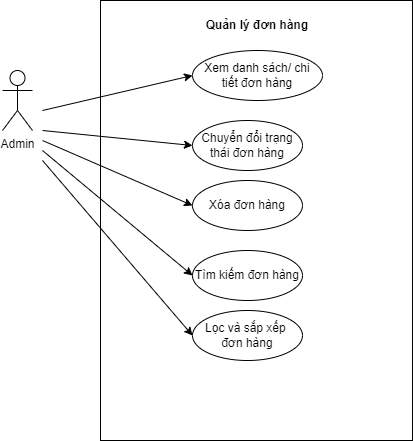 Quản lý đơn hàng
Xem danh sách/ chi
tiết đơn hàng
Admin
Chuyển đổi trạng
thái đơn hàng
Xóa đơn hàng
Tìm kiếm đơn hàng
Lọc và sắp xếp
đơn hàng